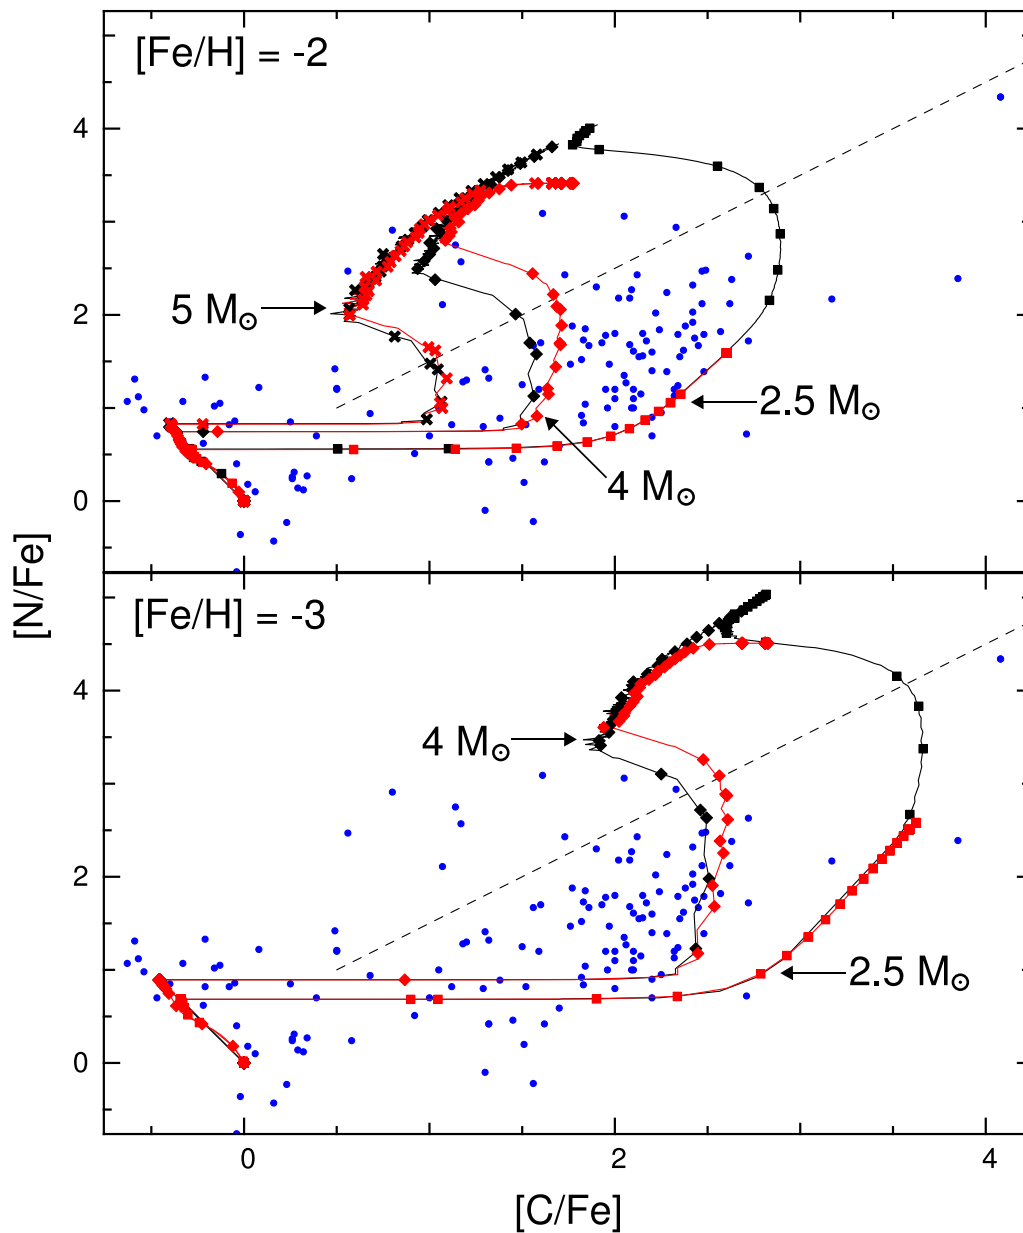 [Fe/H] = -2
4
5 M⊙
2
2.5 M⊙
4 M⊙
0
[N/Fe]
[Fe/H] = -3
4
4 M⊙
2
2.5 M⊙
0
0 2 4
[C/Fe]